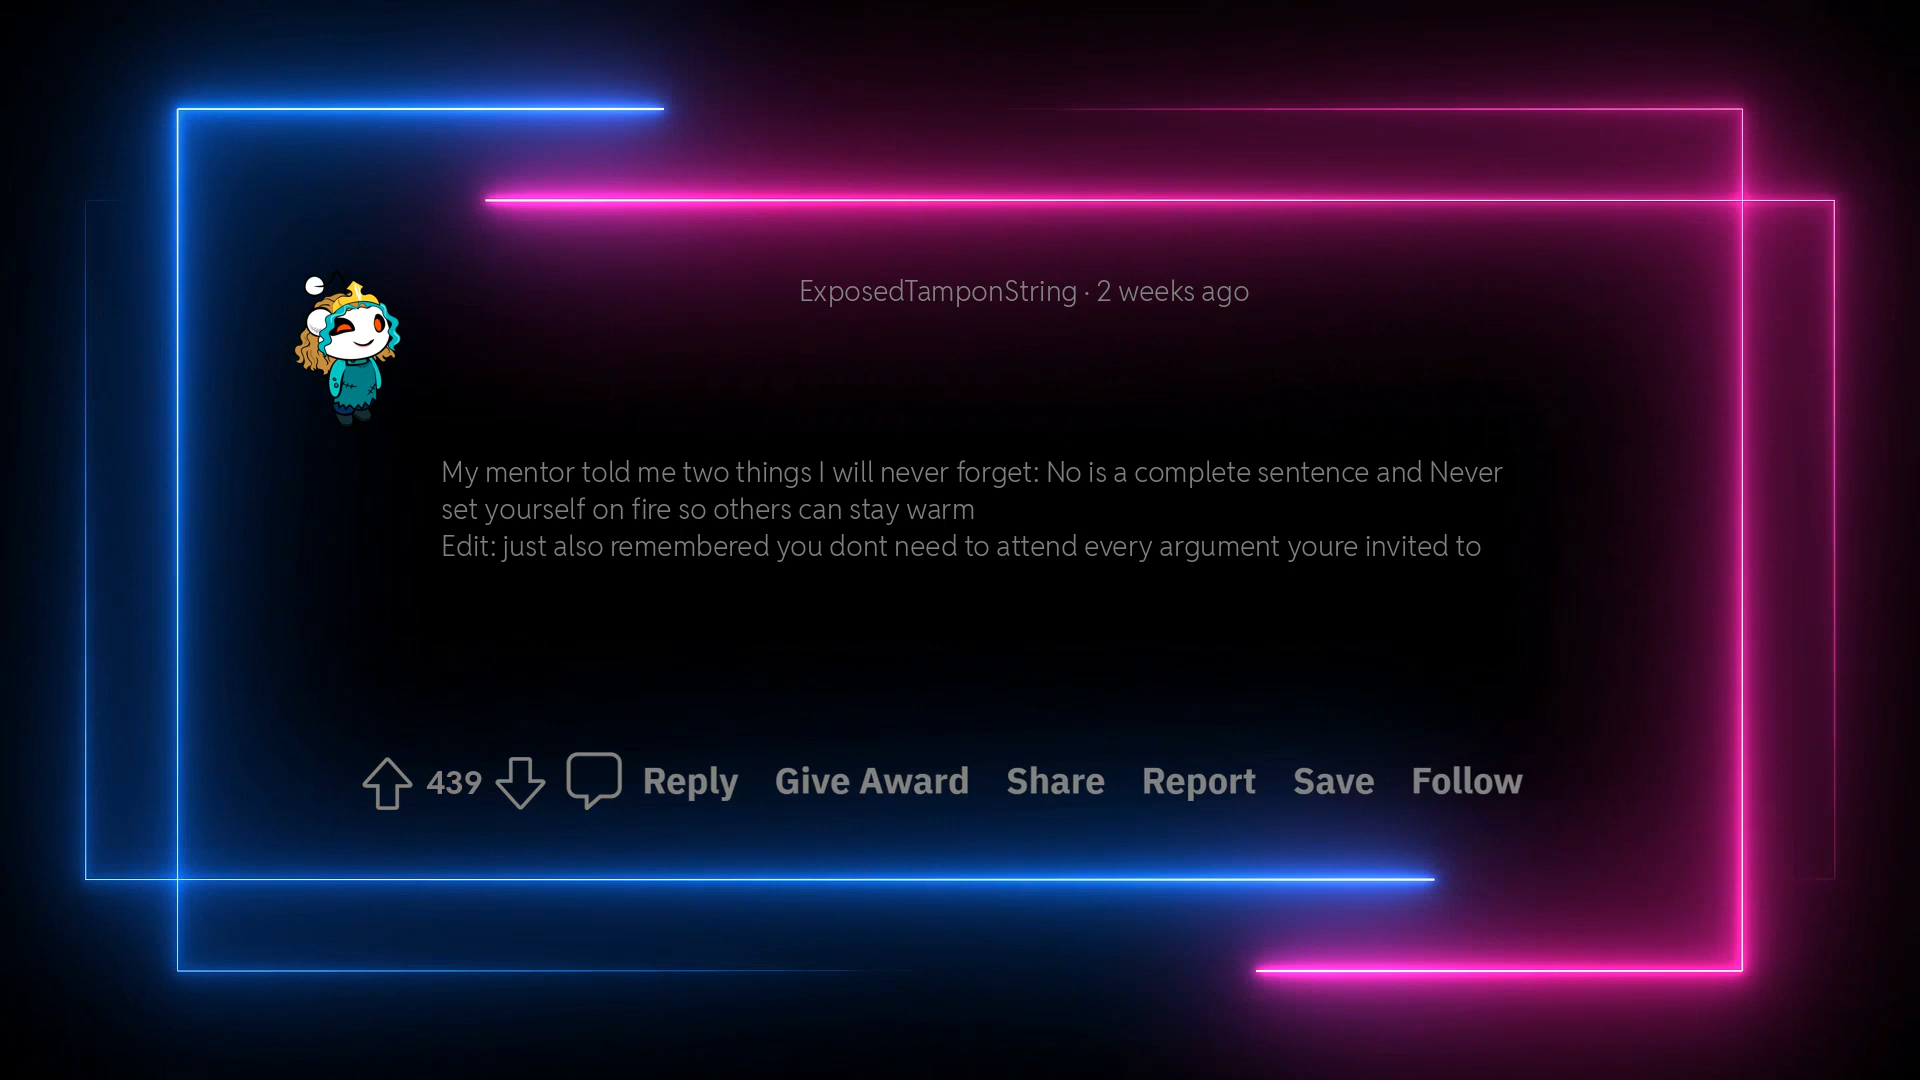 ExposedTamponString · 2 weeks ago
My mentor told me two things I will never forget: No is a complete sentence and Never
set yourself on fire so others can stay warm
Edit: just also remembered you dont need to attend every argument youre invited to
439 Reply Give Award Share Report Save Follow